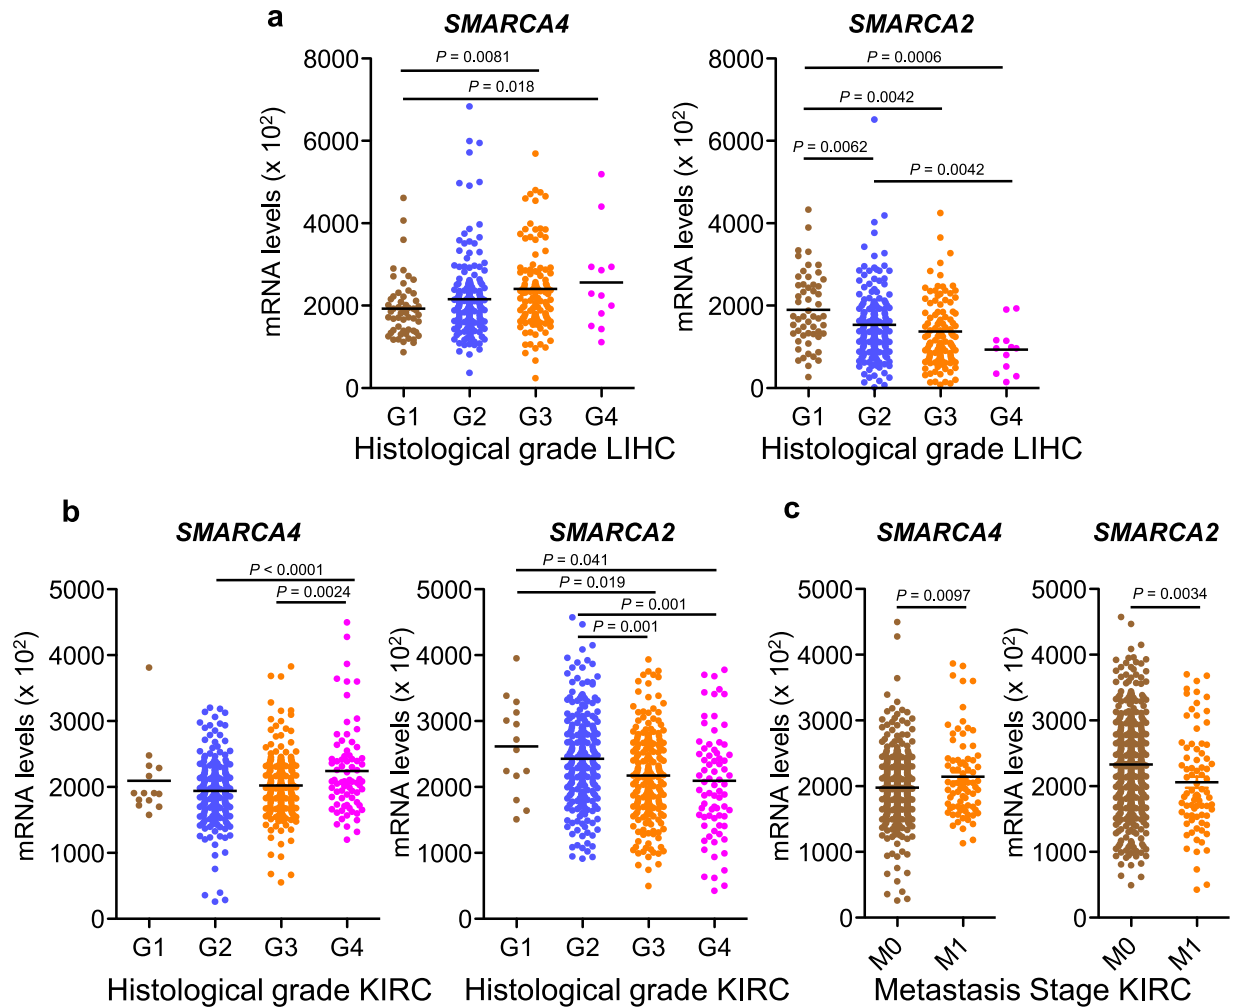 a
SMARCA4
SMARCA2
mRNA levels (x 10²)
8000
6000
4000
2000
0
P = 0.0081
P = 0.018
G1 G2 G3 G4
Histological grade LIHC
mRNA levels (x 10²)
8000
6000
4000
2000
0
P = 0.0006
P = 0.0042
P = 0.0062
P = 0.0042
G1 G2 G3 G4
Histological grade LIHC
b
SMARCA4
SMARCA2
mRNA levels (x 10²)
5000
4000
3000
2000
1000
0
P < 0.0001
P = 0.0024
G1 G2 G3 G4
Histological grade KIRC
mRNA levels (x 10²)
5000
4000
3000
2000
1000
0
P = 0.041
P = 0.019
P = 0.001
P = 0.001
G1 G2 G3 G4
Histological grade KIRC
c
SMARCA4
SMARCA2
mRNA levels (x 10²)
5000
4000
3000
2000
1000
0
P = 0.0097
M0 M1
mRNA levels (x 10²)
5000
4000
3000
2000
1000
0
P = 0.0034
M0 M1
Metastasis Stage KIRC